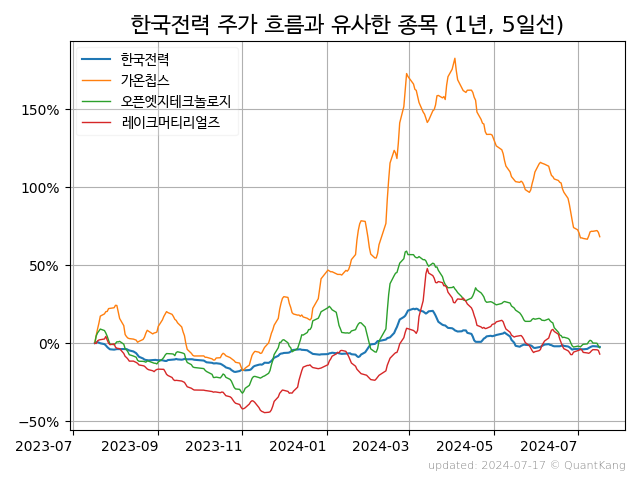 한국전력 주가 흐름과 유사한 종목 (1년, 5일선)
한국전력
가온칩스
오픈엣지테크놀로지
레이크머티리얼즈
150%
100%
50%
0%
−50%
2023-07 2023-09 2023-11 2024-01 2024-03 2024-05 2024-07
updated: 2024-07-17 © QuantKang